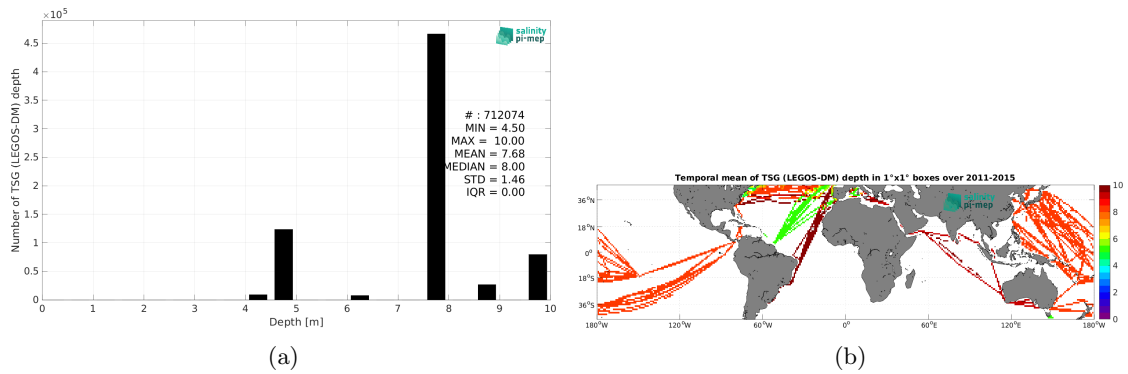 ×10⁵
4.5
4
3.5
3
2.5
2
1.5
1
0.5
0
Number of TSG (LEGOS-DM) depth
salinity
pi-mep
# : 712074
MIN = 4.50
MAX = 10.00
MEAN = 7.68
MEDIAN = 8.00
STD = 1.46
IQR = 0.00
0 1 2 3 4 5 6 7 8 9 10
Depth [m]
(a)
Temporal mean of TSG (LEGOS-DM) depth in 1°x1° boxes over 2011-2015
salinity
pi-mep
36°N
18°N
0°
18°S
36°S
180°W 120°W 60°W 0°E 60°E 120°E 180°W
10
8
6
4
2
0
(b)